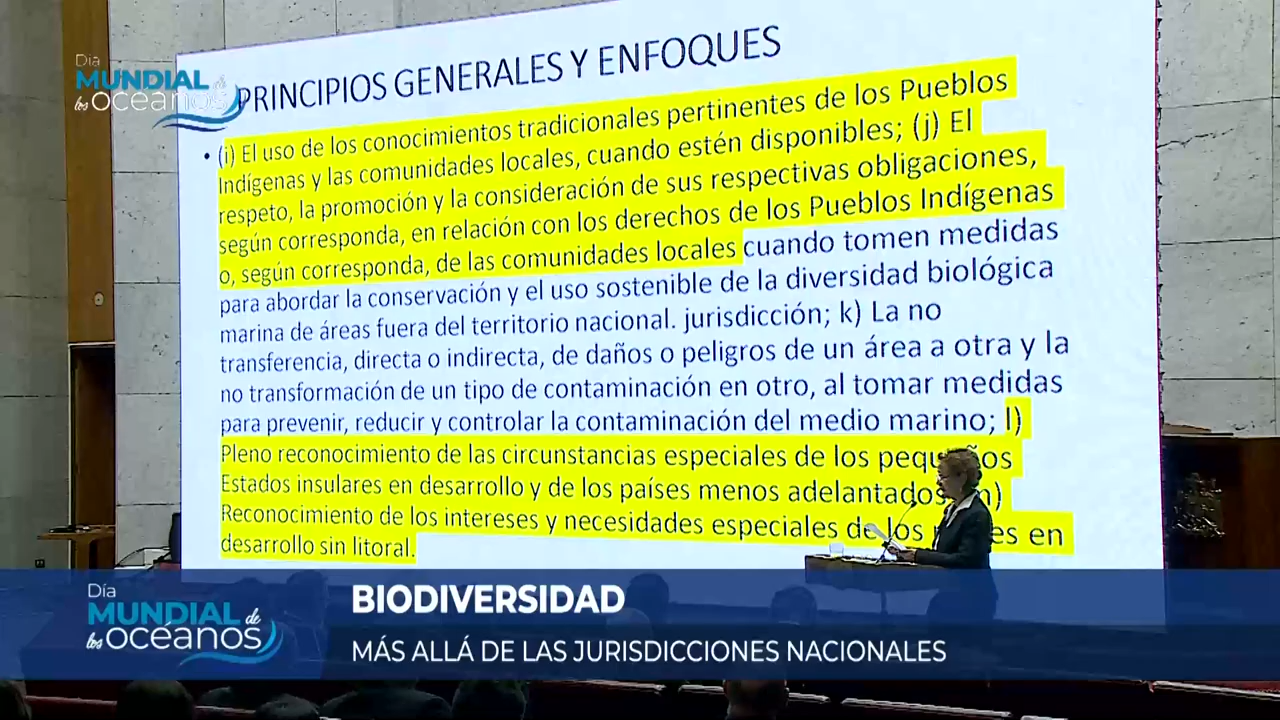 Día
MUNDIAL de
los océanos
PRINCIPIOS GENERALES Y ENFOQUES
• (i) El uso de los conocimientos tradicionales pertinentes de los Pueblos
Indígenas y las comunidades locales, cuando estén disponibles; (j) El
respeto, la promoción y la consideración de sus respectivas obligaciones,
según corresponda, en relación con los derechos de los Pueblos Indígenas
o, según corresponda, de las comunidades locales cuando tomen medidas
para abordar la conservación y el uso sostenible de la diversidad biológica
marina de áreas fuera del territorio nacional. jurisdicción; k) La no
transferencia, directa o indirecta, de daños o peligros de un área a otra y la
no transformación de un tipo de contaminación en otro, al tomar medidas
para prevenir, reducir y controlar la contaminación del medio marino; l)
Pleno reconocimiento de las circunstancias especiales de los pequeños
Estados insulares en desarrollo y de los países menos adelantados
Reconocimiento de los intereses y necesidades especiales de los en
desarrollo sin litoral.
Día
MUNDIAL de
los océanos
BIODIVERSIDAD
MÁS ALLÁ DE LAS JURISDICCIONES NACIONALES